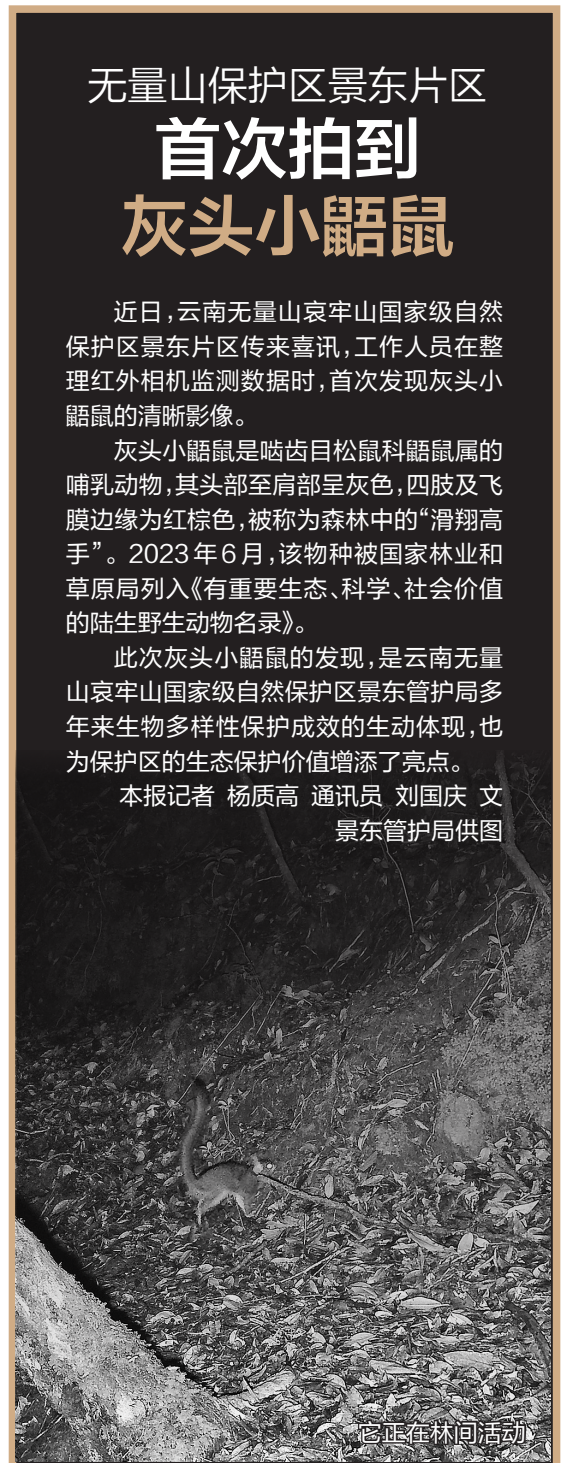 无量山保护区景东片区
首次拍到
灰头小鼯鼠
近日,云南无量山哀牢山国家级自然
保护区景东片区传来喜讯,工作人员在整
理红外相机监测数据时,首次发现灰头小
鼯鼠的清晰影像。
灰头小鼯鼠是啮齿目松鼠科鼯鼠属的
哺乳动物,其头部至肩部呈灰色,四肢及飞
膜边缘为红棕色,被称为森林中的“滑翔高
手”。2023年6月,该物种被国家林业和
草原局列入《有重要生态、科学、社会价值
的陆生野生动物名录》。
此次灰头小鼯鼠的发现,是云南无量
山哀牢山国家级自然保护区景东管护局多
年来生物多样性保护成效的生动体现,也
为保护区的生态保护价值增添了亮点。
本报记者 杨质高 通讯员 刘国庆 文
景东管护局供图
它正在林间活动